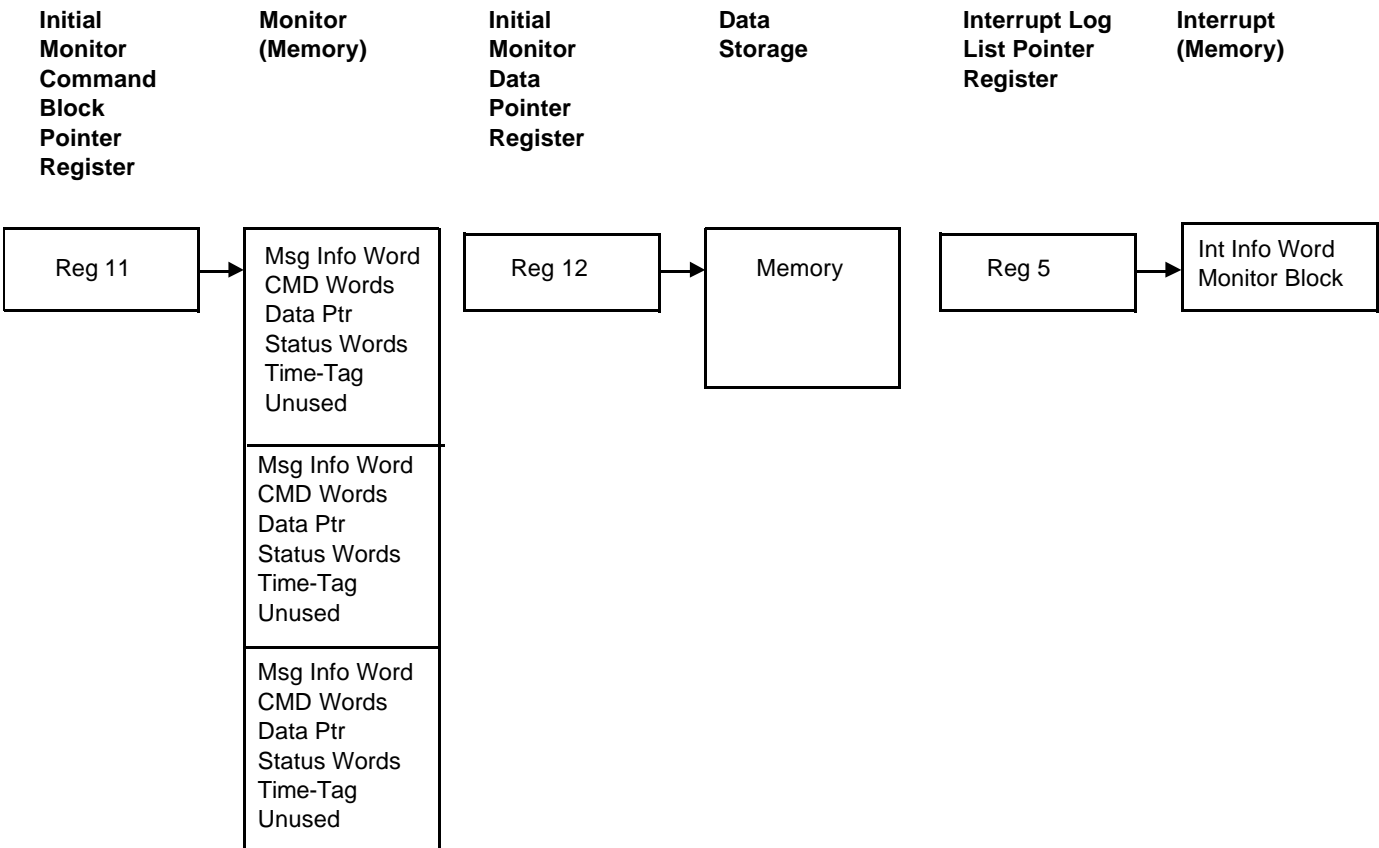 Initial
Monitor
Command
Block
Pointer
Register
Monitor
(Memory)
Initial
Monitor
Data
Pointer
Register
Data
Storage
Interrupt Log
List Pointer
Register
Interrupt
(Memory)
Reg 11
Msg Info Word
CMD Words
Data Ptr
Status Words
Time-Tag
Unused
Msg Info Word
CMD Words
Data Ptr
Status Words
Time-Tag
Unused
Msg Info Word
CMD Words
Data Ptr
Status Words
Time-Tag
Unused
Reg 12
Memory
Reg 5
Int Info Word
Monitor Block